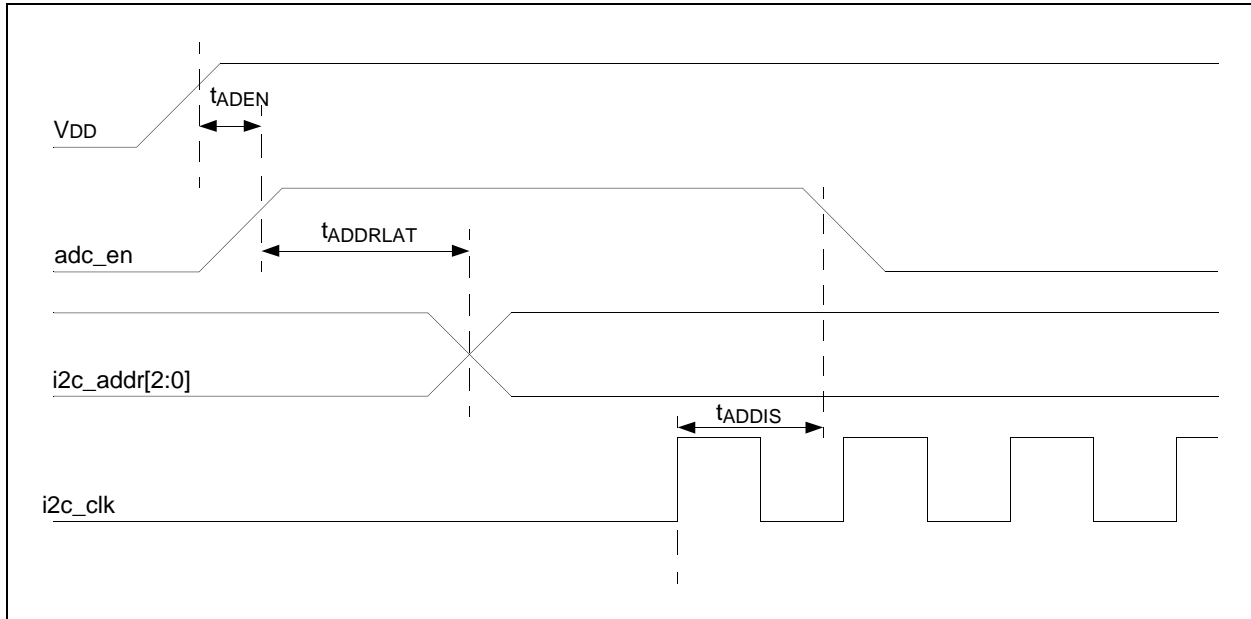 tADEN
VDD
tADDRLAT
adc_en
i2c_addr[2:0]
tADDIS
i2c_clk